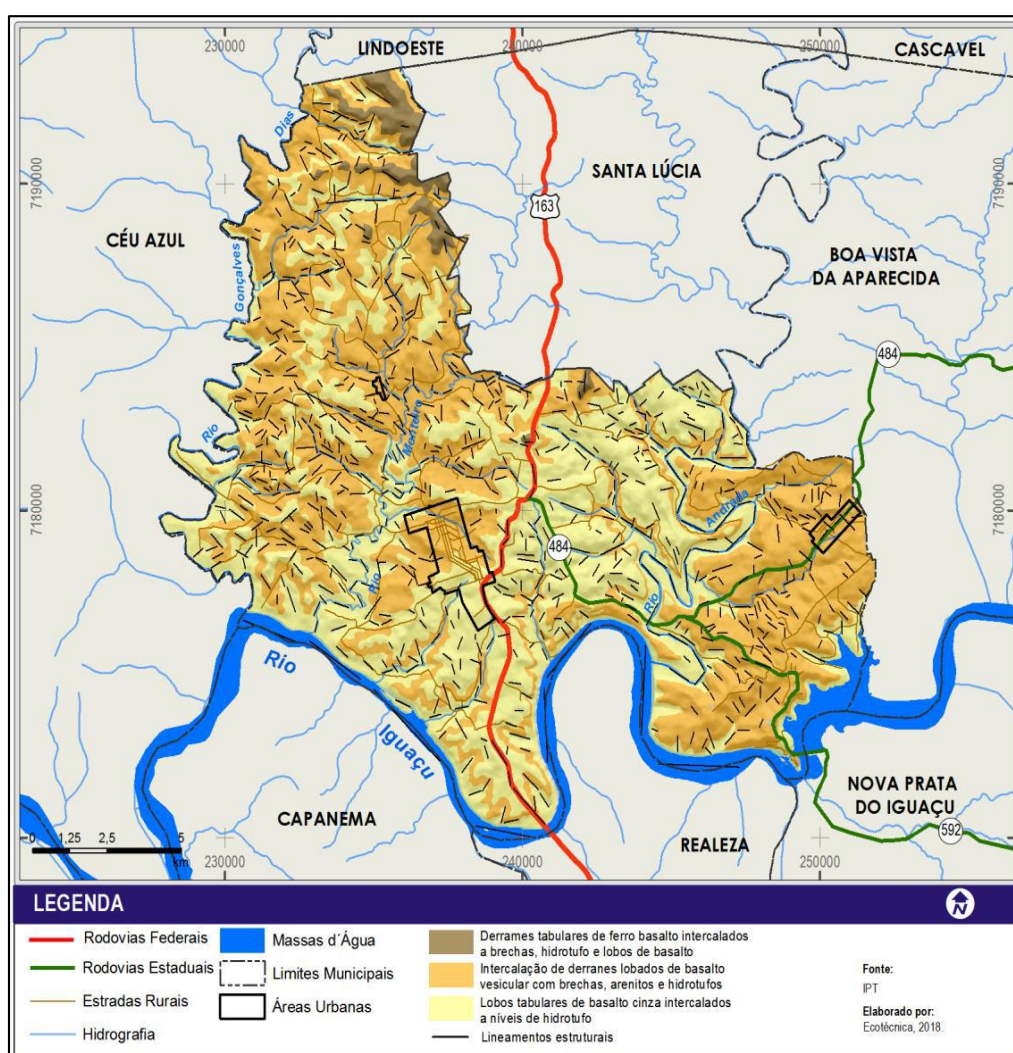 230000
240000
250000
LINDOESTE
CASCAVEL
Dias
7190000
7190000
SANTA LÚCIA
163
CÉU AZUL
Gonçalves
BOA VISTA
DA APARECIDA
484
Rio
Monteiro
Andrada
7180000
7180000
484
Rio
Rio
Rio
Iguaçu
CAPANEMA
NOVA PRATA
DO IGUAÇU
REALEZA
592
0 1,25 2,5 5
km
230000
240000
250000
LEGENDA
N
Rodovias Federais
Rodovias Estaduais
Estradas Rurais
Hidrografia
Massas d´Água
Limites Municipais
Áreas Urbanas
Derrames tabulares de ferro basalto intercalados
a brechas, hidrotufo e lobos de basalto
Intercalação de derranes lobados de basalto
vesicular com brechas, arenitos e hidrotufos
Lobos tabulares de basalto cinza intercalados
a níveis de hidrotufo
Lineamentos estruturais
Fonte:
IPT
Elaborado por:
Ecotécnica, 2018.